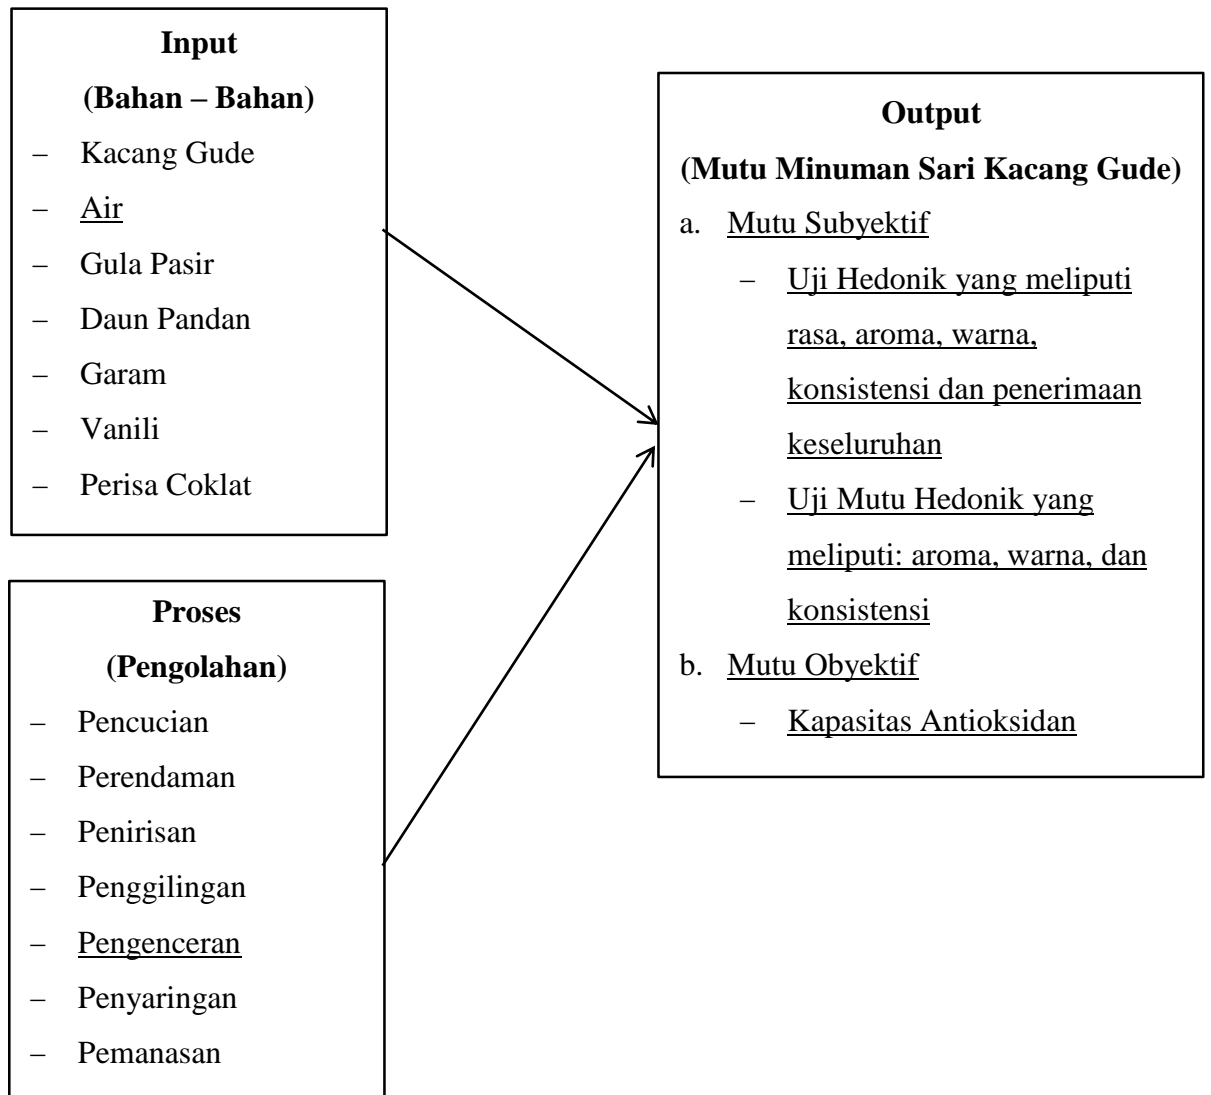 Input
(Bahan – Bahan)
– Kacang Gude
– Air
– Gula Pasir
– Daun Pandan
– Garam
– Vanili
– Perisa Coklat
Proses
(Pengolahan)
– Pencucian
– Perendaman
– Penirisan
– Penggilingan
– Pengenceran
– Penyaringan
– Pemanasan
Output
(Mutu Minuman Sari Kacang Gude)
a. Mutu Subyektif
– Uji Hedonik yang meliputi
rasa, aroma, warna,
konsistensi dan penerimaan
keseluruhan
– Uji Mutu Hedonik yang
meliputi: aroma, warna, dan
konsistensi
b. Mutu Obyektif
– Kapasitas Antioksidan